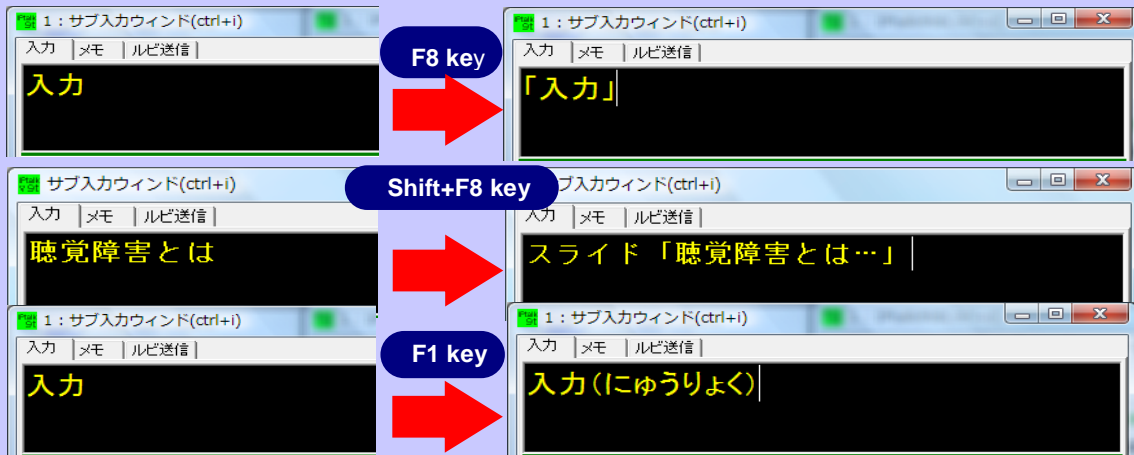 1：サブ入力ウィンド(ctrl+i)
入力 メモ ルビ送信
入力
F8 key
1：サブ入力ウィンド(ctrl+i)
入力 メモ ルビ送信
「入力」
サブ入力ウィンド(ctrl+i)
入力 メモ ルビ送信
聴覚障害とは
Shift+F8 key
ブ入力ウィンド(ctrl+i)
入力 メモ ルビ送信
スライド「聴覚障害とは…」
1：サブ入力ウィンド(ctrl+i)
入力 メモ ルビ送信
入力
F1 key
1：サブ入力ウィンド(ctrl+i)
入力 メモ ルビ送信
入力(にゅうりょく)